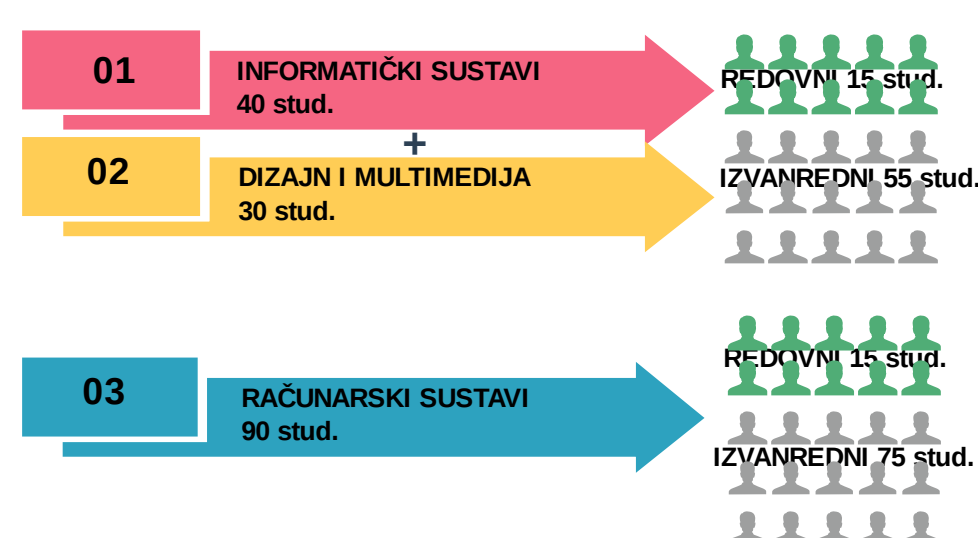 01
INFORMATIČKI SUSTAVI
40 stud.
REDOVNI 15 stud.
+
02
DIZAJN I MULTIMEDIJA
30 stud.
IZVANREDNI 55 stud.
03
RAČUNARSKI SUSTAVI
90 stud.
REDOVNI 15 stud.
IZVANREDNI 75 stud.